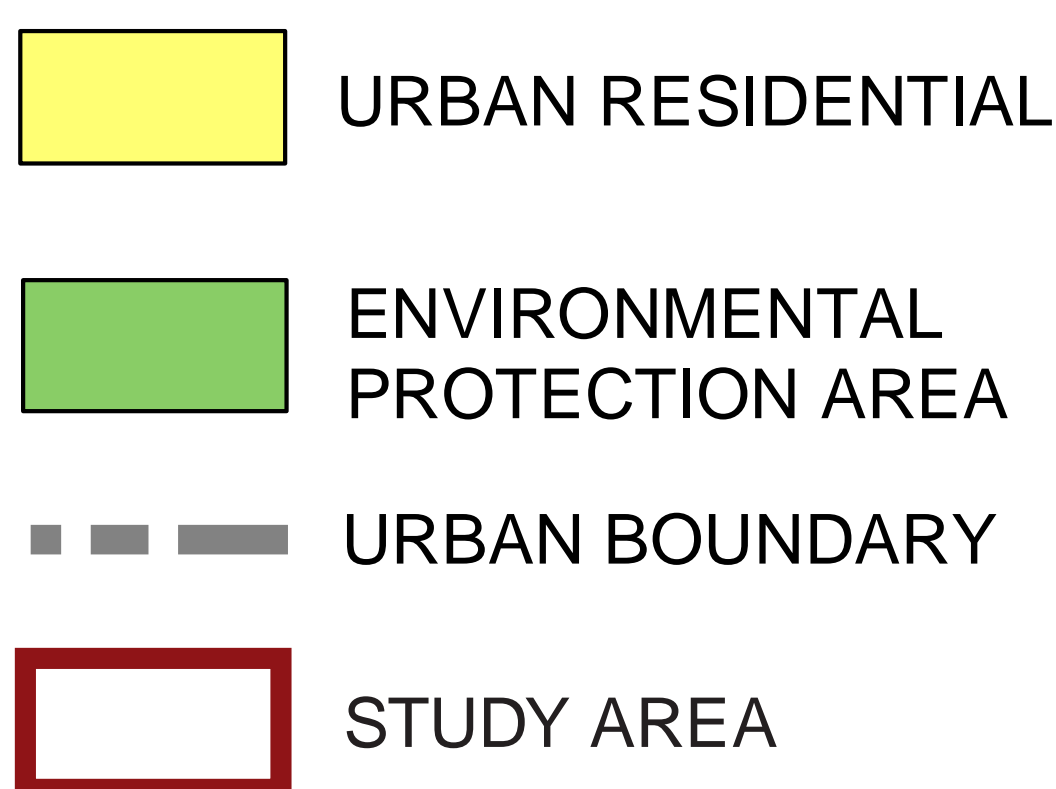 URBAN RESIDENTIAL
ENVIRONMENTAL
PROTECTION AREA
URBAN BOUNDARY
STUDY AREA